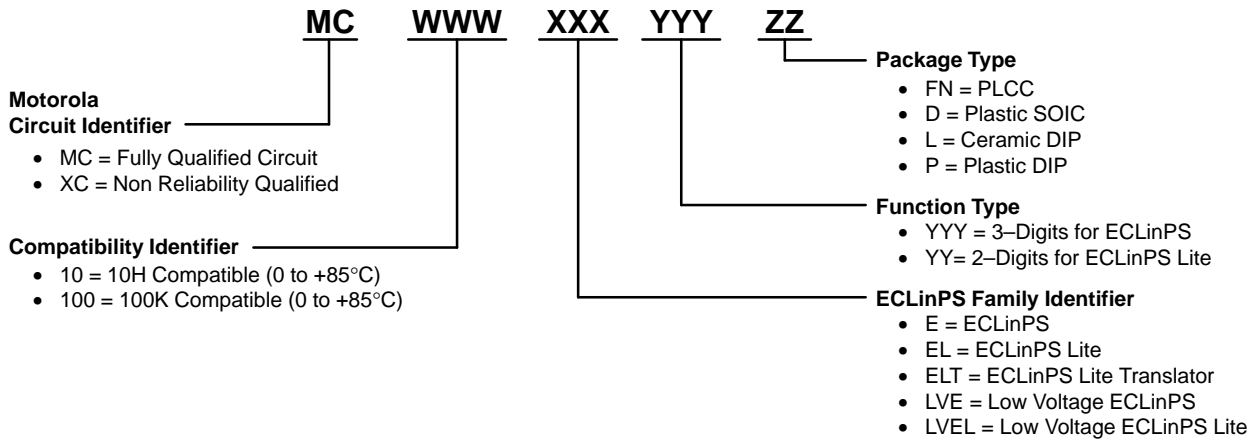 MC WWW XXX YYY ZZ
Motorola
Circuit Identifier
• MC = Fully Qualified Circuit
• XC = Non Reliability Qualified
Compatibility Identifier
• 10 = 10H Compatible (0 to +85°C)
• 100 = 100K Compatible (0 to +85°C)
Package Type
• FN = PLCC
• D = Plastic SOIC
• L = Ceramic DIP
• P = Plastic DIP
Function Type
• YYY = 3–Digits for ECLinPS
• YY= 2–Digits for ECLinPS Lite
ECLinPS Family Identifier
• E = ECLinPS
• EL = ECLinPS Lite
• ELT = ECLinPS Lite Translator
• LVE = Low Voltage ECLinPS
• LVEL = Low Voltage ECLinPS Lite